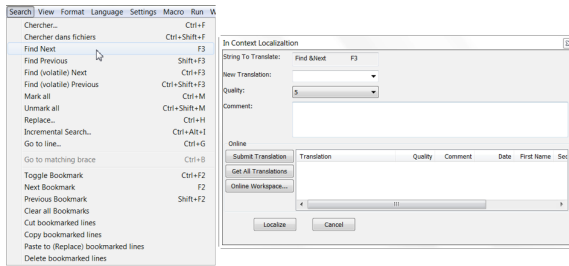 Search View Format Language Settings Macro Run W
Chercher... Ctrl+F
Chercher dans fichiers Ctrl+Shift+F
Find Next F3
Find Previous Shift+F3
Find (volatile) Next Ctrl+F3
Find (volatile) Previous Ctrl+Shift+F3
Mark all Ctrl+M
Unmark all Ctrl+Shift+M
Replace... Ctrl+H
Incremental Search... Ctrl+Alt+I
Go to line... Ctrl+G
Go to matching brace Ctrl+B
Toggle Bookmark Ctrl+F2
Next Bookmark F2
Previous Bookmark Shift+F2
Clear all Bookmarks
Cut bookmarked lines
Copy bookmarked lines
Paste to (Replace) bookmarked lines
Delete bookmarked lines
In Context Localizaltion
String To Translate: Find &Next F3
New Translation:
Quality: 5
Comment:
Online
Submit Translation Translation Quality Comment Date First Name Sec
Get All Translations
Online Workspace...
Localize Cancel